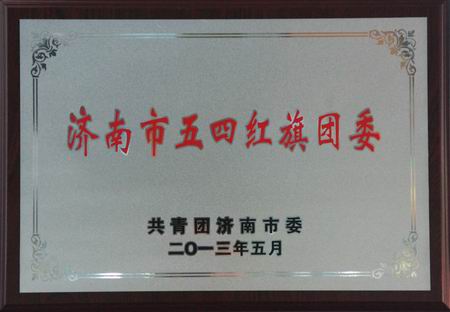 济南市五四红旗团委
共青团济南市委
二〇一三年五月